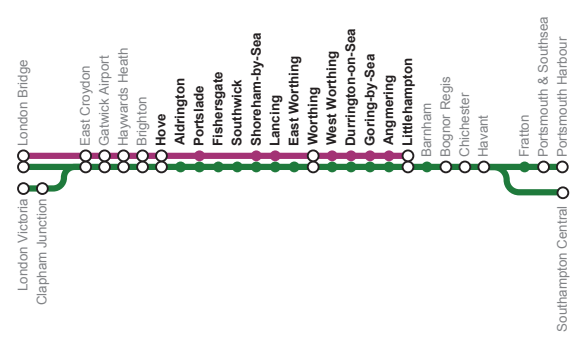 London Bridge
East Croydon
Gatwick Airport
Haywards Heath
Brighton
Hove
Aldrington
Portslade
Fishersgate
Southwick
Shoreham-by-Sea
Lancing
East Worthing
Worthing
West Worthing
Durrington-on-Sea
Goring-by-Sea
Angmering
Littlehampton
Barnham
Bognor Regis
Chichester
Havant
Fratton
Portsmouth & Southsea
Portsmouth Harbour
London Victoria
Clapham Junction
Southampton Central